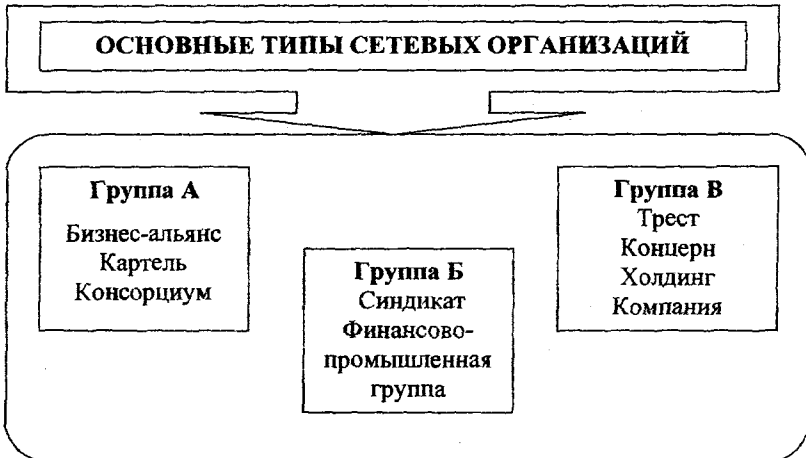 ОСНОВНЫЕ ТИПЫ СЕТЕВЫХ ОРГАНИЗАЦИЙ
Группа А
Бизнес-альянс
Картель
Консорциум
Группа Б
Синдикат
Финансово-
промышленная
группа
Группа В
Трест
Концерн
Холдинг
Компания